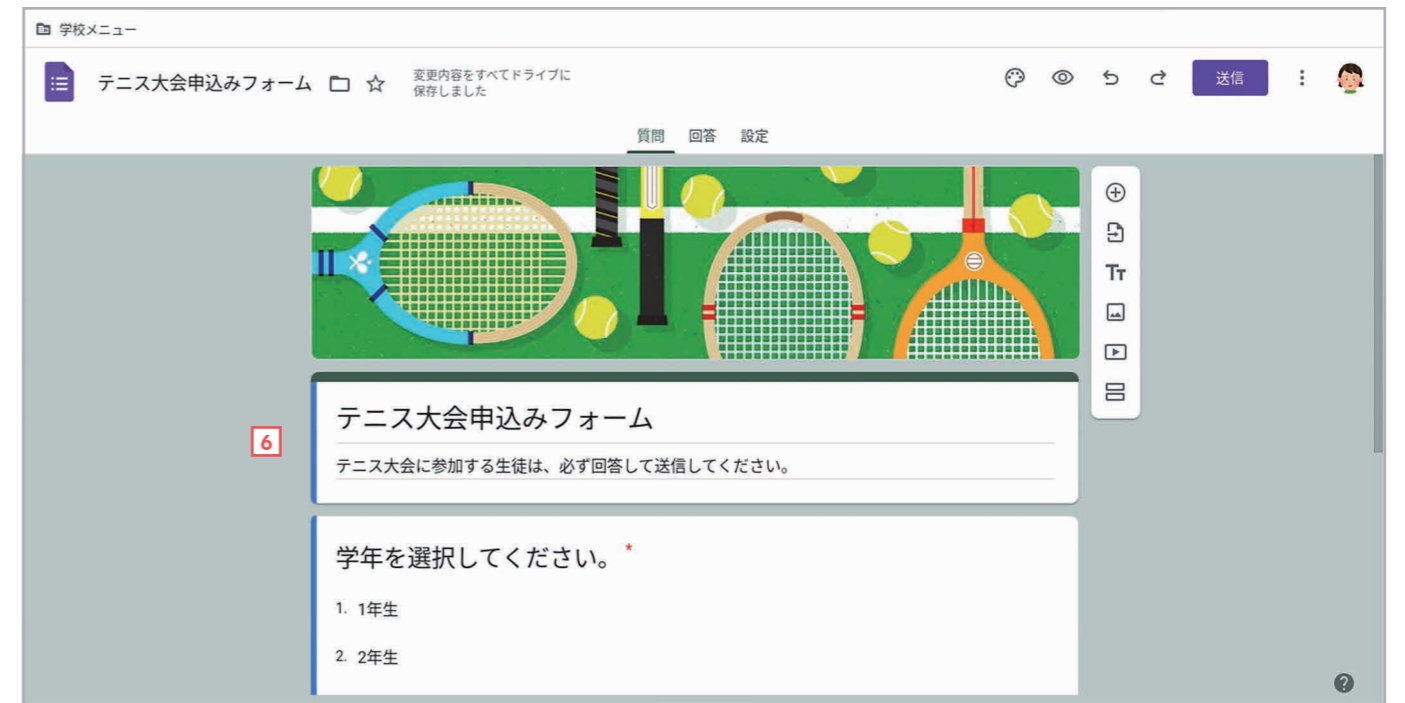 学校メニュー
テニス大会申込みフォーム
変更内容をすべてドライブに
保存しました
送信
質問 回答 設定
Tт
6
テニス大会申込みフォーム
テニス大会に参加する生徒は、必ず回答して送信してください。
学年を選択してください。 *
1. 1年生
2. 2年生
?